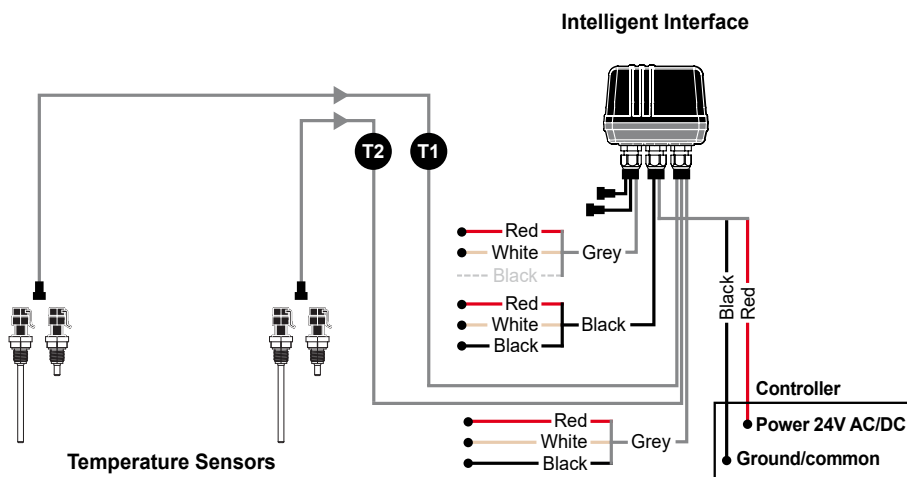 Intelligent Interface
T2
T1
Red
White
Grey
Black
Red
White
Black
Black
Black
Red
Controller
Power 24V AC/DC
Ground/common
Red
White
Grey
Black
Temperature Sensors